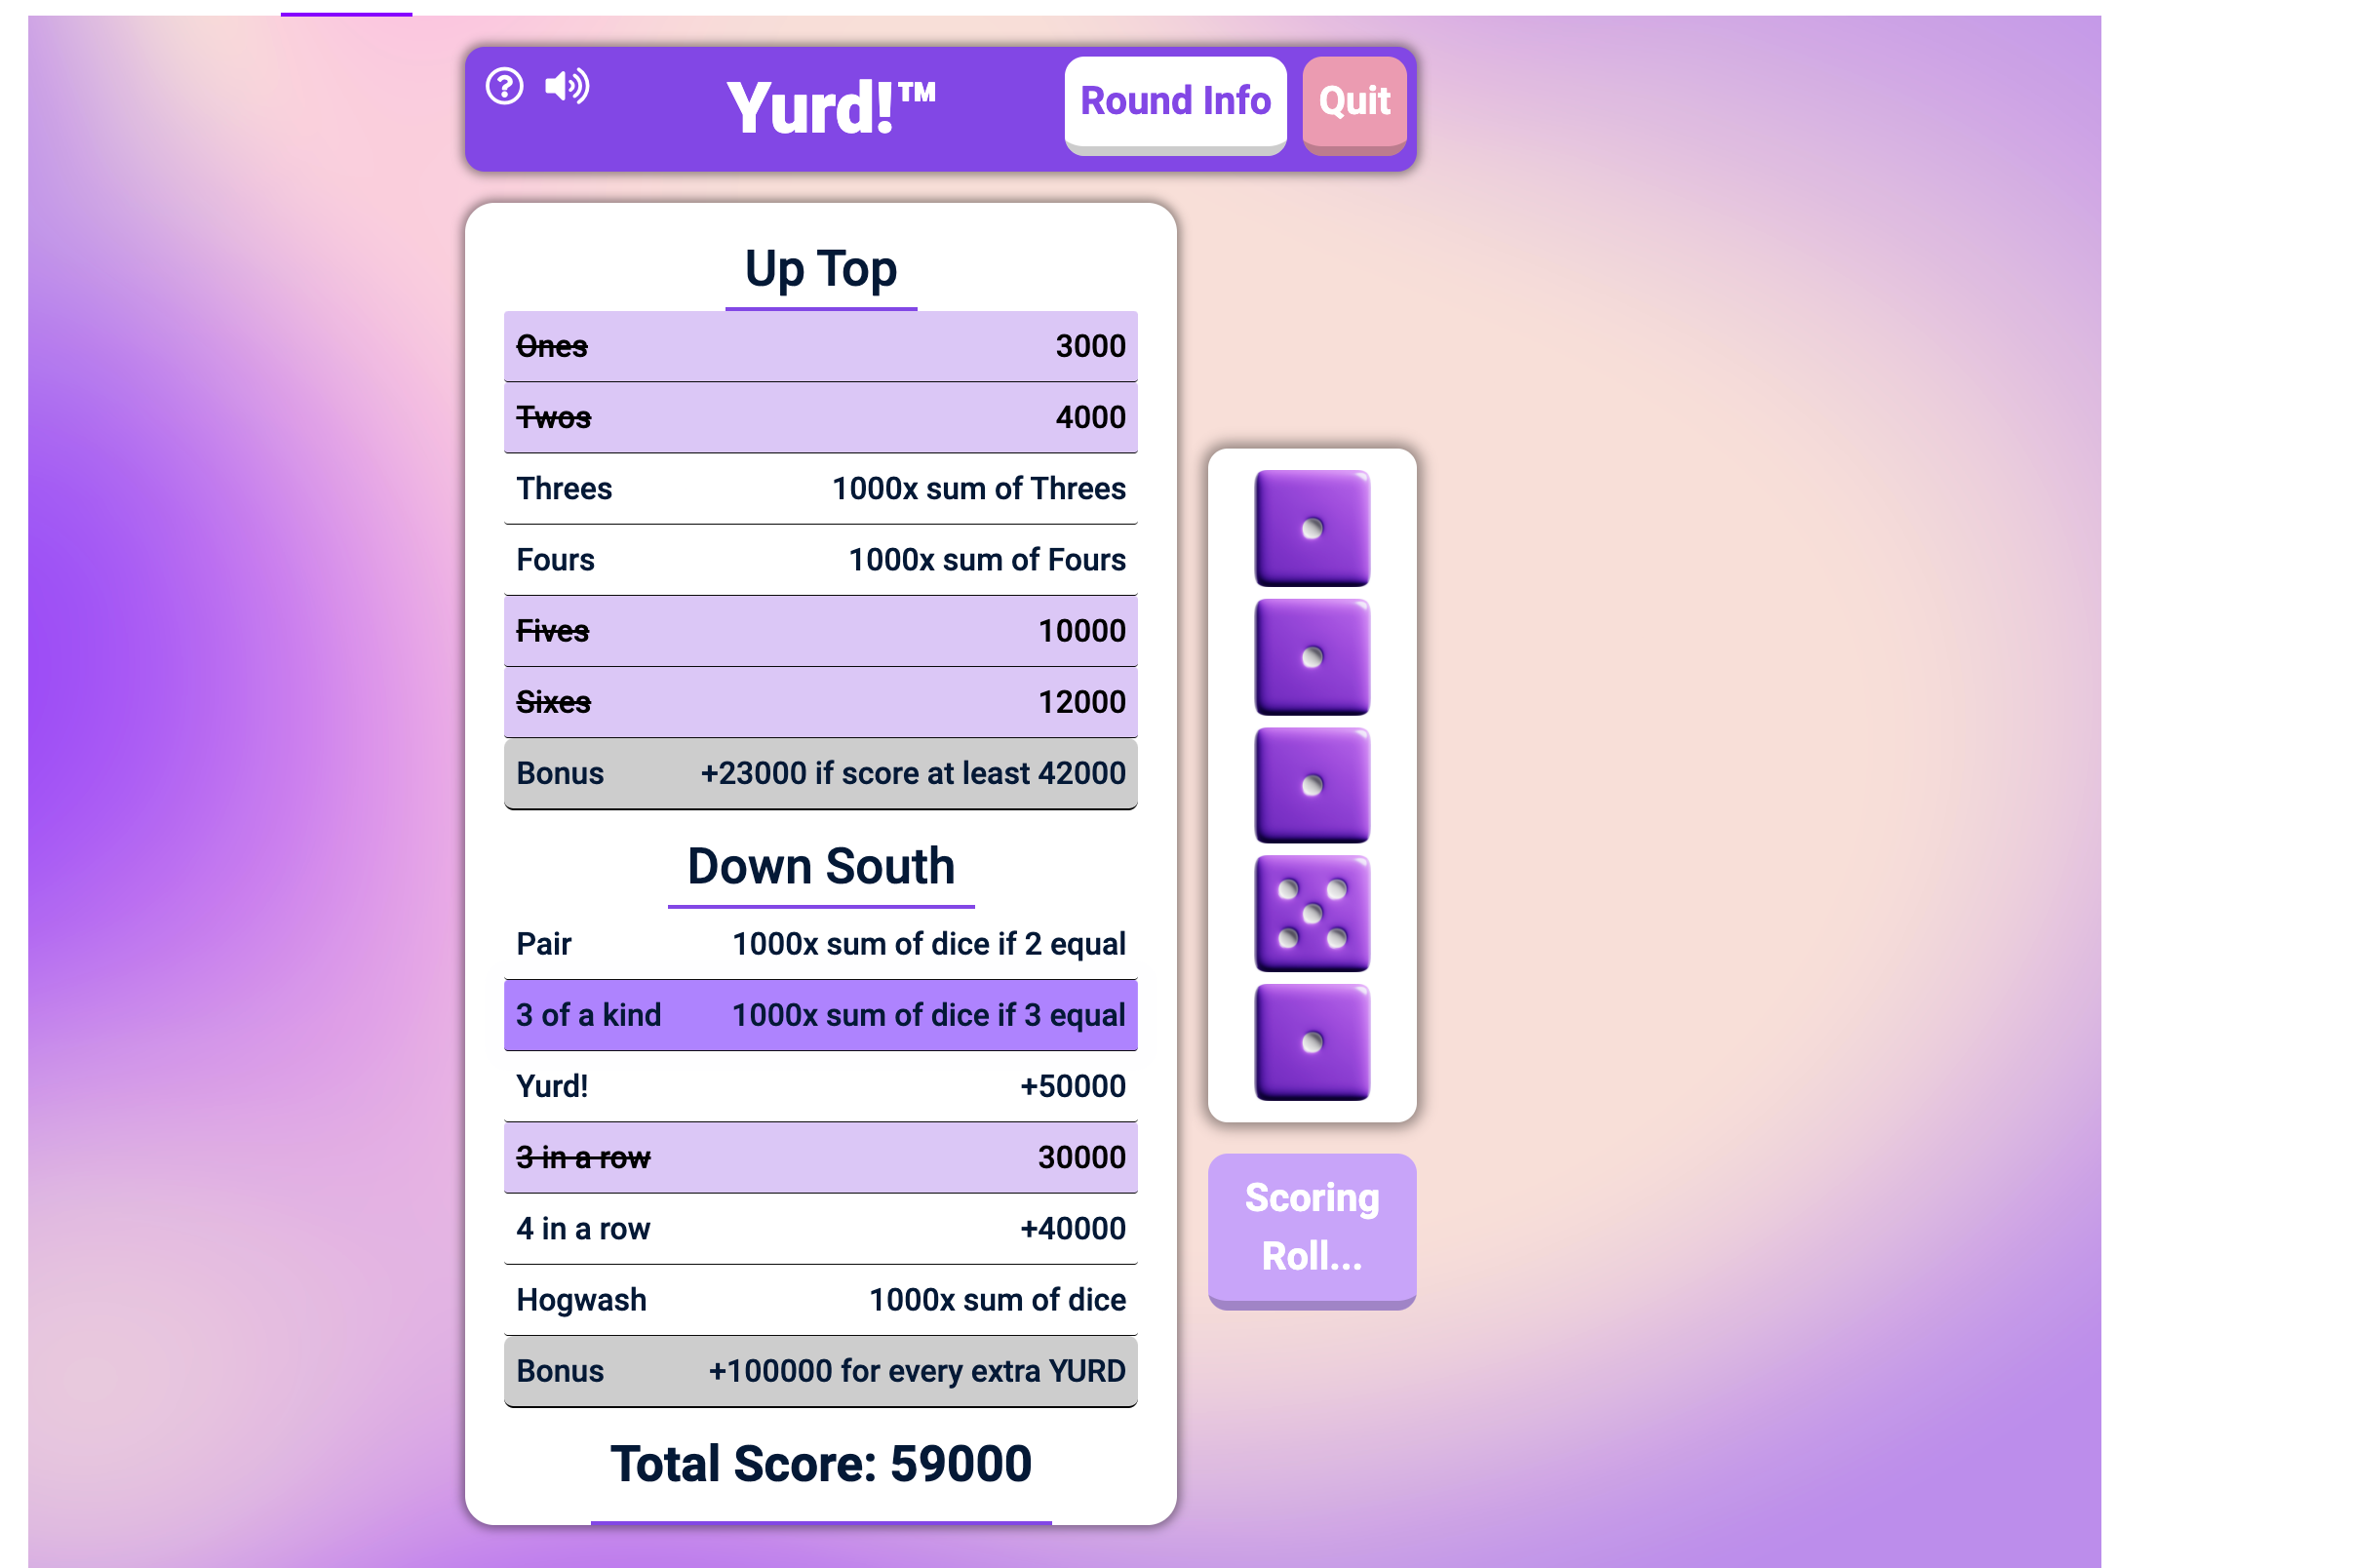 Yurd!™
Round Info
Quit
Up Top
Ones 3000
Twos 4000
Threes 1000x sum of Threes
Fours 1000x sum of Fours
Fives 10000
Sixes 12000
Bonus +23000 if score at least 42000
Down South
Pair 1000x sum of dice if 2 equal
3 of a kind 1000x sum of dice if 3 equal
Yurd! +50000
3 in a row 30000
4 in a row +40000
Hogwash 1000x sum of dice
Bonus +100000 for every extra YURD
Total Score: 59000
Scoring
Roll...